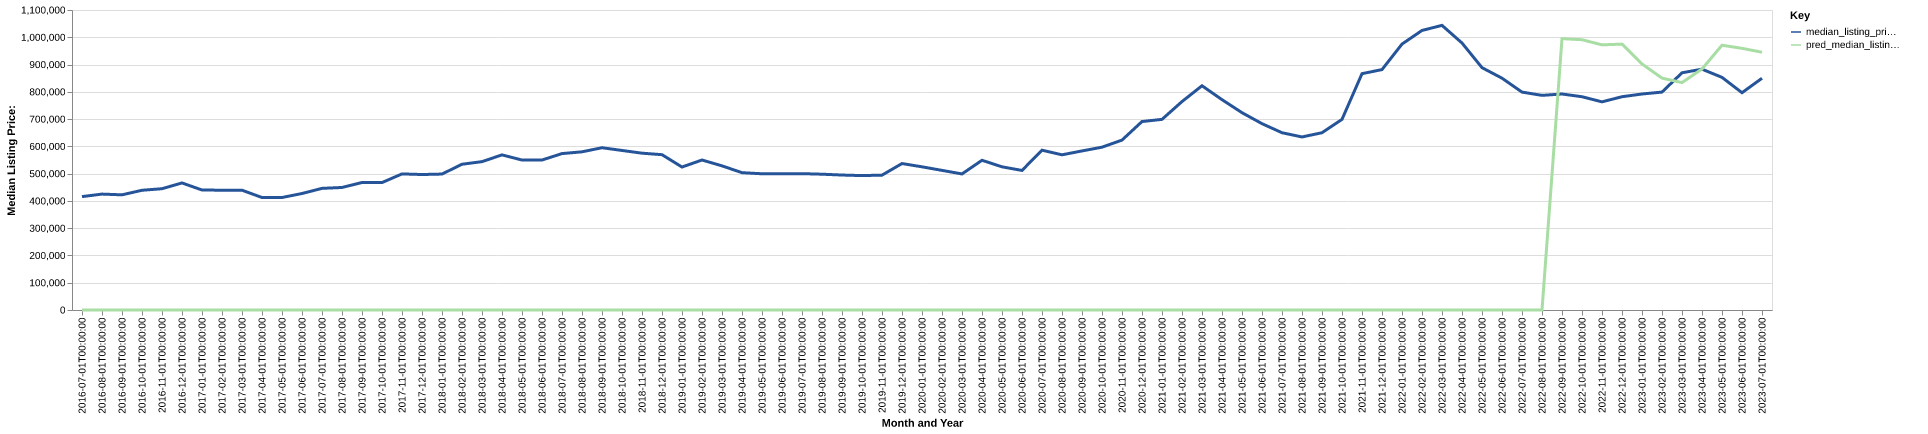 1,100,000
1,000,000
900,000
800,000
700,000
600,000
500,000
400,000
300,000
200,000
100,000
0
Median Listing Price:
2016-07-01T00:00:00
2016-08-01T00:00:00
2016-09-01T00:00:00
2016-10-01T00:00:00
2016-11-01T00:00:00
2016-12-01T00:00:00
2017-01-01T00:00:00
2017-02-01T00:00:00
2017-03-01T00:00:00
2017-04-01T00:00:00
2017-05-01T00:00:00
2017-06-01T00:00:00
2017-07-01T00:00:00
2017-08-01T00:00:00
2017-09-01T00:00:00
2017-10-01T00:00:00
2017-11-01T00:00:00
2017-12-01T00:00:00
2018-01-01T00:00:00
2018-02-01T00:00:00
2018-03-01T00:00:00
2018-04-01T00:00:00
2018-05-01T00:00:00
2018-06-01T00:00:00
2018-07-01T00:00:00
2018-08-01T00:00:00
2018-09-01T00:00:00
2018-10-01T00:00:00
2018-11-01T00:00:00
2018-12-01T00:00:00
2019-01-01T00:00:00
2019-02-01T00:00:00
2019-03-01T00:00:00
2019-04-01T00:00:00
2019-05-01T00:00:00
2019-06-01T00:00:00
2019-07-01T00:00:00
2019-08-01T00:00:00
2019-09-01T00:00:00
2019-10-01T00:00:00
2019-11-01T00:00:00
2019-12-01T00:00:00
2020-01-01T00:00:00
2020-02-01T00:00:00
2020-03-01T00:00:00
2020-04-01T00:00:00
2020-05-01T00:00:00
2020-06-01T00:00:00
2020-07-01T00:00:00
2020-08-01T00:00:00
2020-09-01T00:00:00
2020-10-01T00:00:00
2020-11-01T00:00:00
2020-12-01T00:00:00
2021-01-01T00:00:00
2021-02-01T00:00:00
2021-03-01T00:00:00
2021-04-01T00:00:00
2021-05-01T00:00:00
2021-06-01T00:00:00
2021-07-01T00:00:00
2021-08-01T00:00:00
2021-09-01T00:00:00
2021-10-01T00:00:00
2021-11-01T00:00:00
2021-12-01T00:00:00
2022-01-01T00:00:00
2022-02-01T00:00:00
2022-03-01T00:00:00
2022-04-01T00:00:00
2022-05-01T00:00:00
2022-06-01T00:00:00
2022-07-01T00:00:00
2022-08-01T00:00:00
2022-09-01T00:00:00
2022-10-01T00:00:00
2022-11-01T00:00:00
2022-12-01T00:00:00
2023-01-01T00:00:00
2023-02-01T00:00:00
2023-03-01T00:00:00
2023-04-01T00:00:00
2023-05-01T00:00:00
2023-06-01T00:00:00
2023-07-01T00:00:00
Month and Year
Key
median_listing_pri…
pred_median_listin…